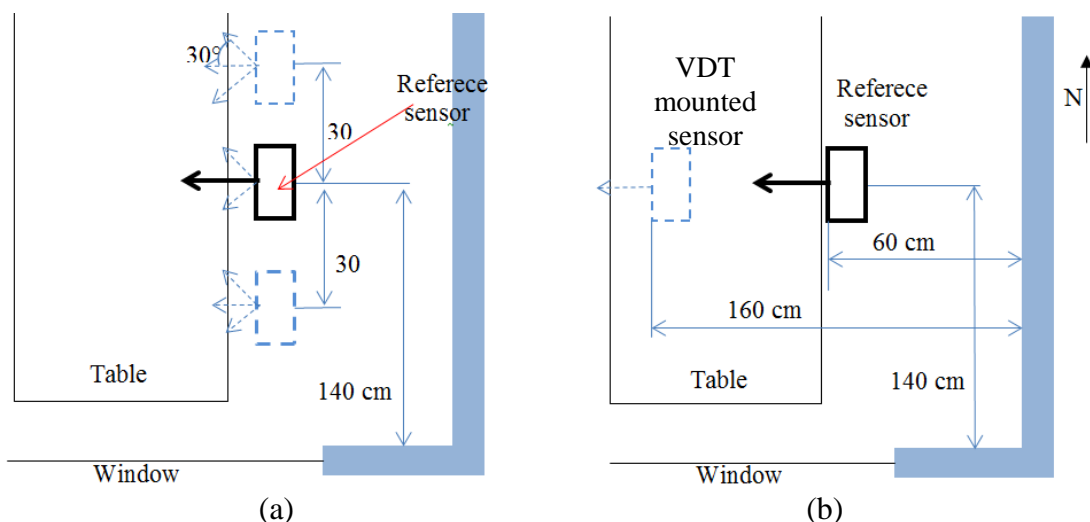 30°
Referece
sensor
30
30
140 cm
Table
Window
(a)
VDT
mounted
sensor
Referece
sensor
N
60 cm
160 cm
140 cm
Table
Window
(b)